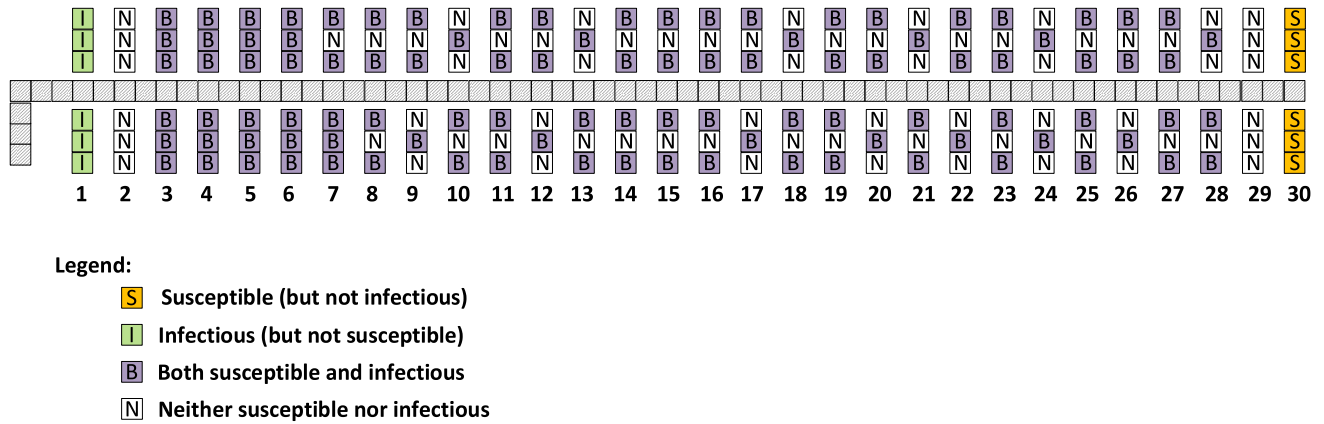 I N B B B B B B B N B B N B B B B N B B N B B N B B B N N S
I N B B B B N N N B N N B N N N N B N N B N N B N N N B N S
I N B B B B B B B N B B N B B B B N B B N B B N B B B N N S
I N B B B B B B N B B N B B B B N B B N B N B N B N B B N S
I N B B B B B N B N N B N N N N B N N B N B N B N B N N N S
I N B B B B B B N B B N B B B B N B B N B N B N B N B B N S
1 2 3 4 5 6 7 8 9 10 11 12 13 14 15 16 17 18 19 20 21 22 23 24 25 26 27 28 29 30
Legend:
S Susceptible (but not infectious)
I Infectious (but not susceptible)
B Both susceptible and infectious
N Neither susceptible nor infectious